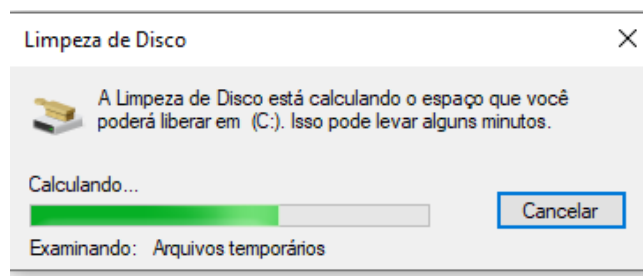 Limpeza de Disco
A Limpeza de Disco está calculando o espaço que você
poderá liberar em (C:). Isso pode levar alguns minutos.
Calculando...
Cancelar
Examinando: Arquivos temporários